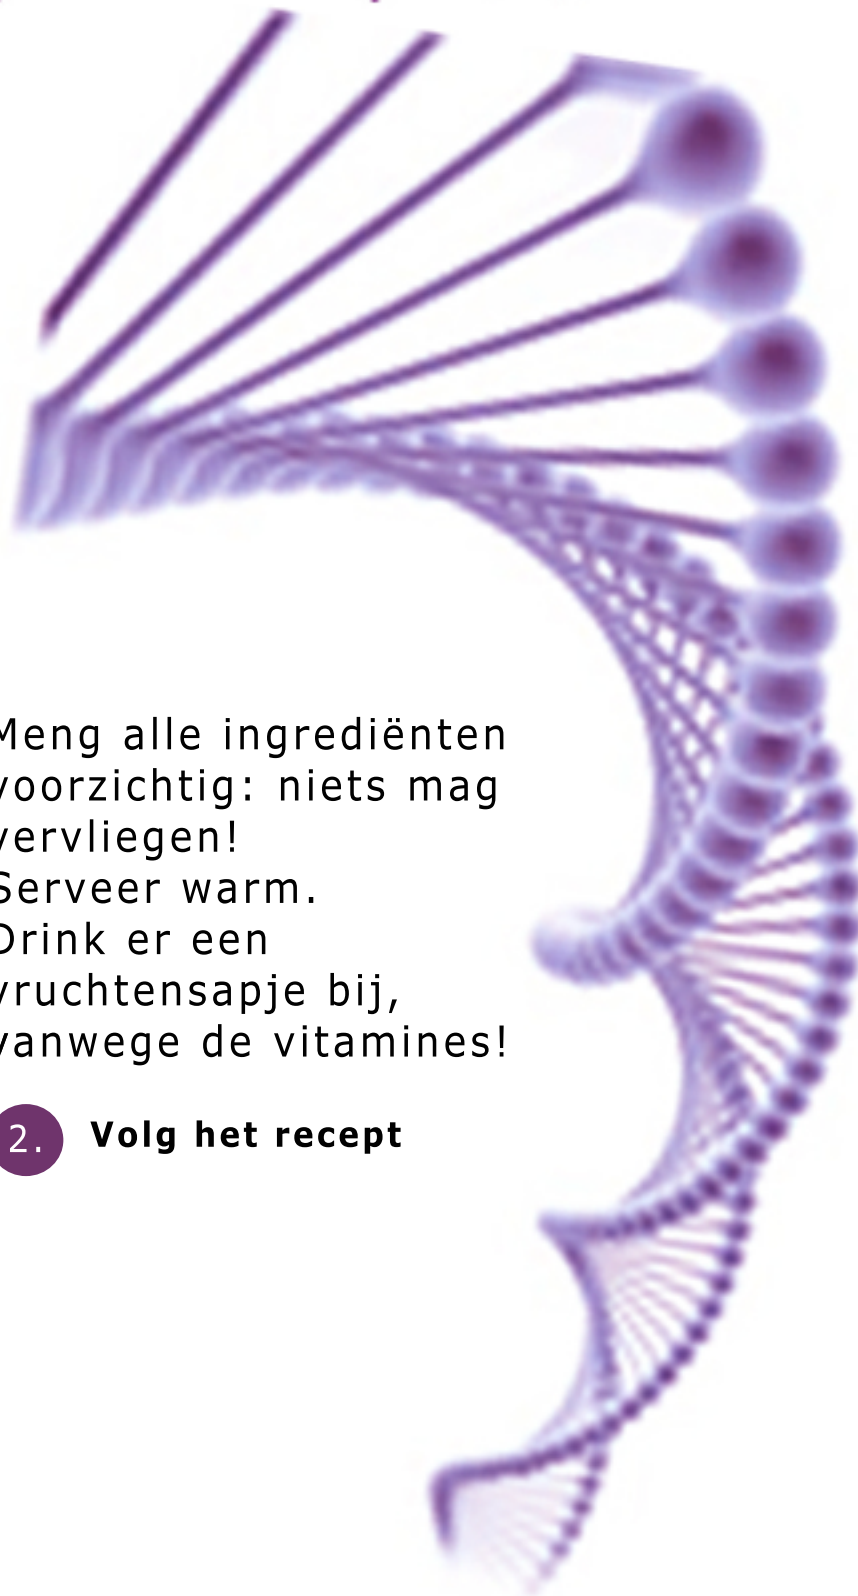 Meng alle ingrediënten
voorzichtig: niets mag
vervliegen!
Serveer warm.
Drink er een
vruchtensapje bij,
vanwege de vitamines!
2. Volg het recept